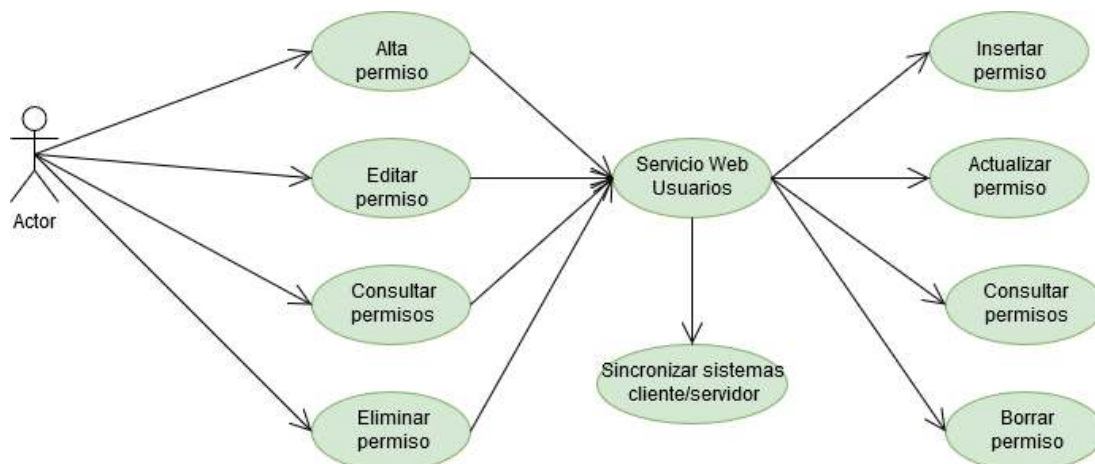 Actor
Alta
permiso
Editar
permiso
Consultar
permisos
Eliminar
permiso
Servicio Web
Usuarios
Sincronizar sistemas
cliente/servidor
Insertar
permiso
Actualizar
permiso
Consultar
permisos
Borrar
permiso